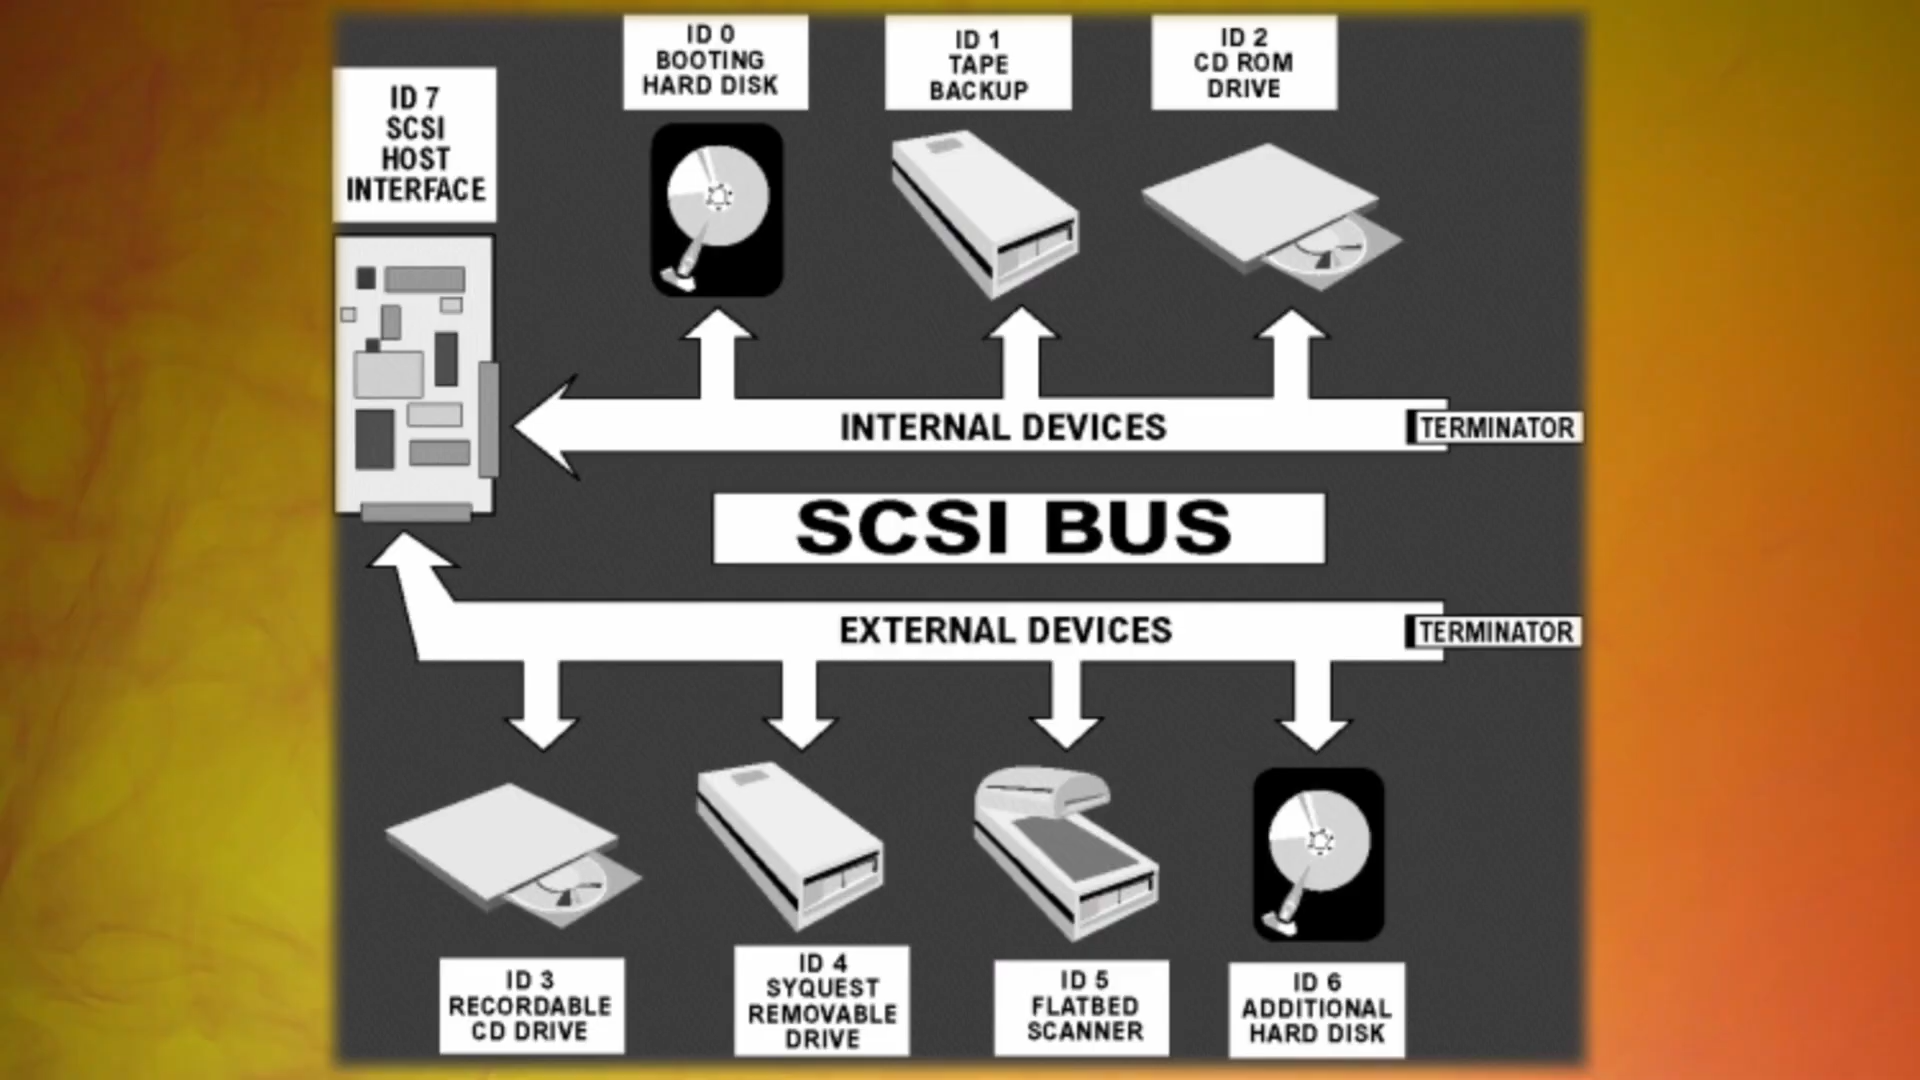 ID 0
BOOTING
HARD DISK
ID 1
TAPE
BACKUP
ID 2
CD ROM
DRIVE
ID 7
SCSI
HOST
INTERFACE
INTERNAL DEVICES
TERMINATOR
SCSI BUS
EXTERNAL DEVICES
TERMINATOR
ID 3
RECORDABLE
CD DRIVE
ID 4
SYQUEST
REMOVABLE
DRIVE
ID 5
FLATBED
SCANNER
ID 6
ADDITIONAL
HARD DISK